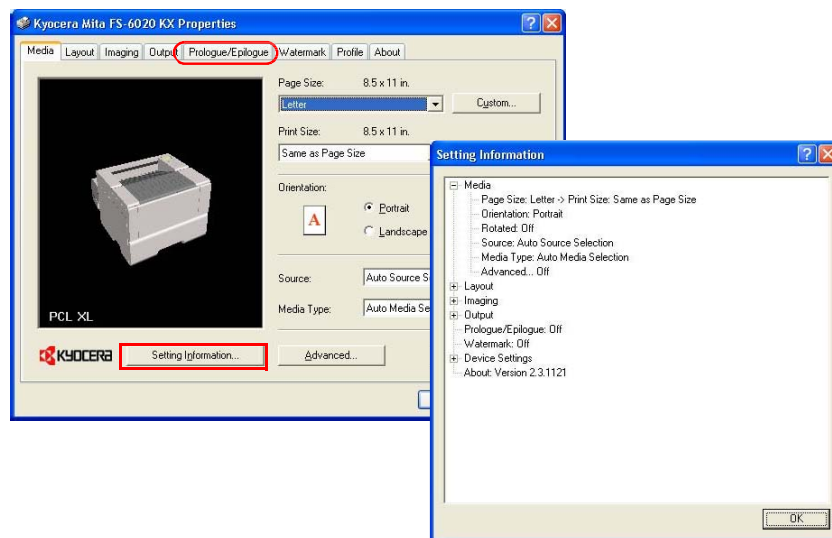 Kyocera Mita FS-6020 KX Properties
Media Layout Imaging Output Prologue/Epilogue Watermark Profile About
Page Size: 8.5 x 11 in.
Letter
Custom...
Print Size: 8.5 x 11 in.
Same as Page Size
Orientation:
A
Portrait
Landscape
Source: Auto Source S
Media Type: Auto Media Se
PCL XL
KYOCERA
Setting Information...
Advanced...
Setting Information
Media
Page Size: Letter -> Print Size: Same as Page Size
Orientation: Portrait
Rotated: Off
Source: Auto Source Selection
Media Type: Auto Media Selection
Advanced... Off
Layout
Imaging
Output
Prologue/Epilogue: Off
Watermark: Off
Device Settings
About: Version 2.3.1121
OK